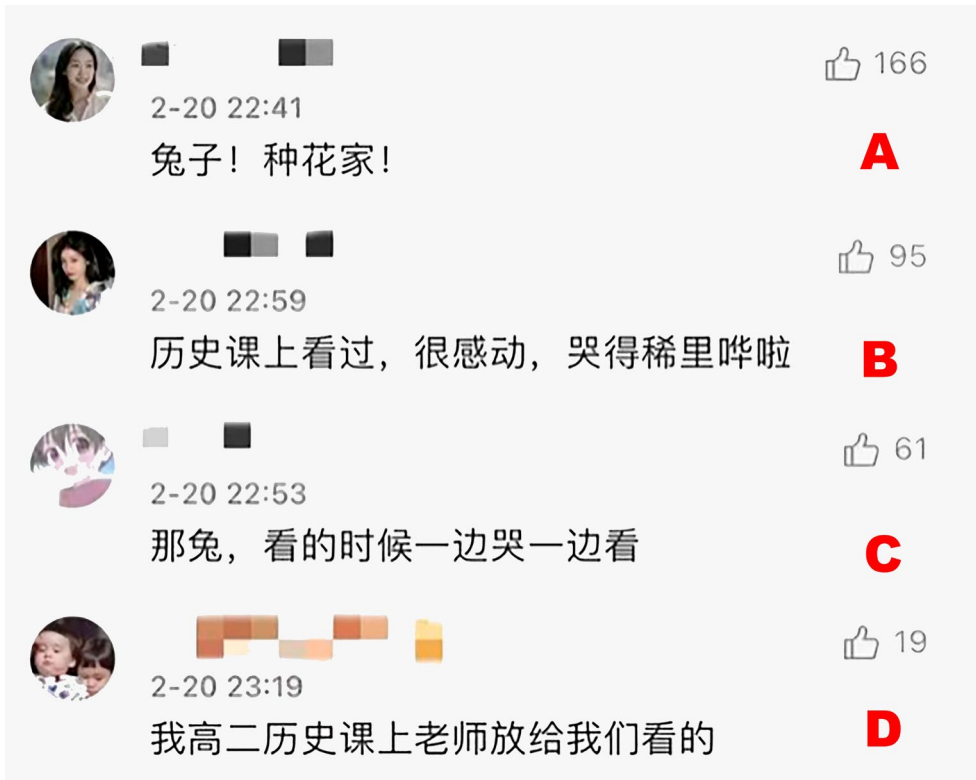 166
2-20 22:41
A
兔子！种花家！
95
2-20 22:59
历史课上看过，很感动，哭得稀里哗啦
B
61
2-20 22:53
那兔，看的时候一边哭一边看
C
19
2-20 23:19
我高二历史课上老师放给我们看的
D